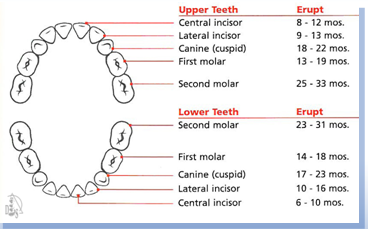 Upper Teeth Erupt
Central incisor 8 - 12 mos.
Lateral incisor 9 - 13 mos.
Canine (cuspid) 18 - 22 mos.
First molar 13 - 19 mos.
Second molar 25 - 33 mos.
Lower Teeth Erupt
Second molar 23 - 31 mos.
First molar 14 - 18 mos.
Canine (cuspid) 17 - 23 mos.
Lateral incisor 10 - 16 mos.
Central incisor 6 - 10 mos.